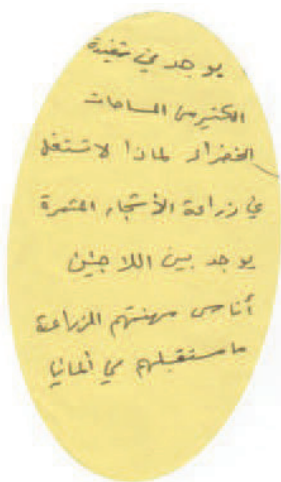 يوجد في
الكثير من المساحات
الخضراء لماذا لا تستغل
في زراعة الأشجار المثمرة
يوجد بين اللاجئين
أناس مهنتهم الزراعة
ما مستقبلهم في ألمانيا